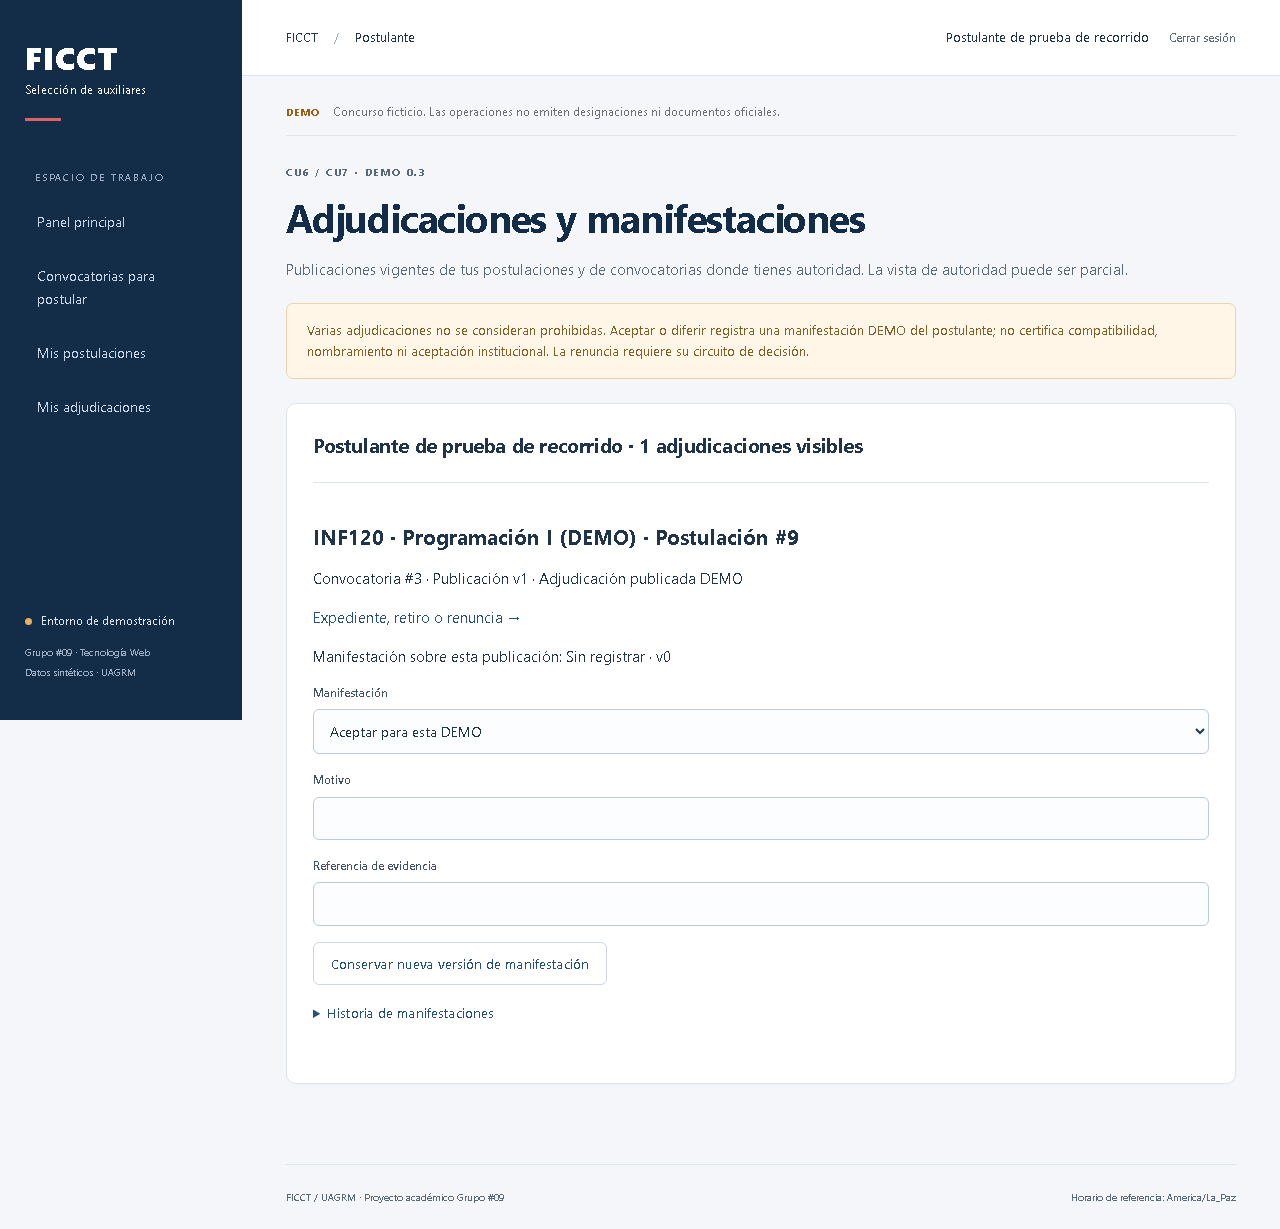 FICCT
Selección de auxiliares
ESPACIO DE TRABAJO
Panel principal
Convocatorias para
postular
Mis postulaciones
Mis adjudicaciones
Entorno de demostración
Grupo #09 · Tecnología Web
Datos sintéticos · UAGRM
FICCT / Postulante
Postulante de prueba de recorrido Cerrar sesión
DEMO Concurso ficticio. Las operaciones no emiten designaciones ni documentos oficiales.
CU6 / CU7 · DEMO 0.3
Adjudicaciones y manifestaciones
Publicaciones vigentes de tus postulaciones y de convocatorias donde tienes autoridad. La vista de autoridad puede ser parcial.
Varias adjudicaciones no se consideran prohibidas. Aceptar o diferir registra una manifestación DEMO del postulante; no certifica compatibilidad,
nombramiento ni aceptación institucional. La renuncia requiere su circuito de decisión.
Postulante de prueba de recorrido · 1 adjudicaciones visibles
INF120 · Programación I (DEMO) · Postulación #9
Convocatoria #3 · Publicación v1 · Adjudicación publicada DEMO
Expediente, retiro o renuncia →
Manifestación sobre esta publicación: Sin registrar · v0
Manifestación
Aceptar para esta DEMO
Motivo
Referencia de evidencia
Conservar nueva versión de manifestación
Historia de manifestaciones
FICCT / UAGRM · Proyecto académico Grupo #09
Horario de referencia: America/La_Paz